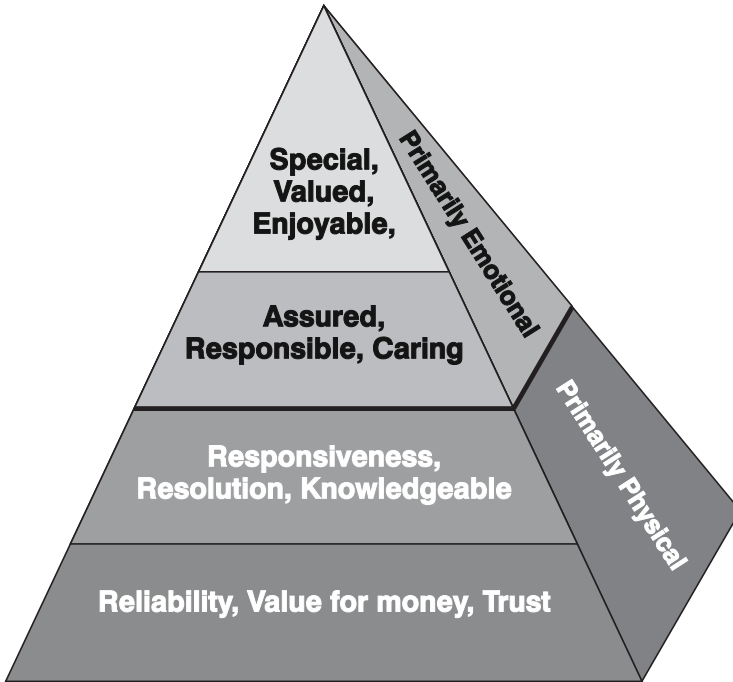 Special,
Valued,
Enjoyable,
Primarily Emotional
Assured,
Responsible, Caring
Responsiveness,
Resolution, Knowledgeable
Primarily Physical
Reliability, Value for money, Trust